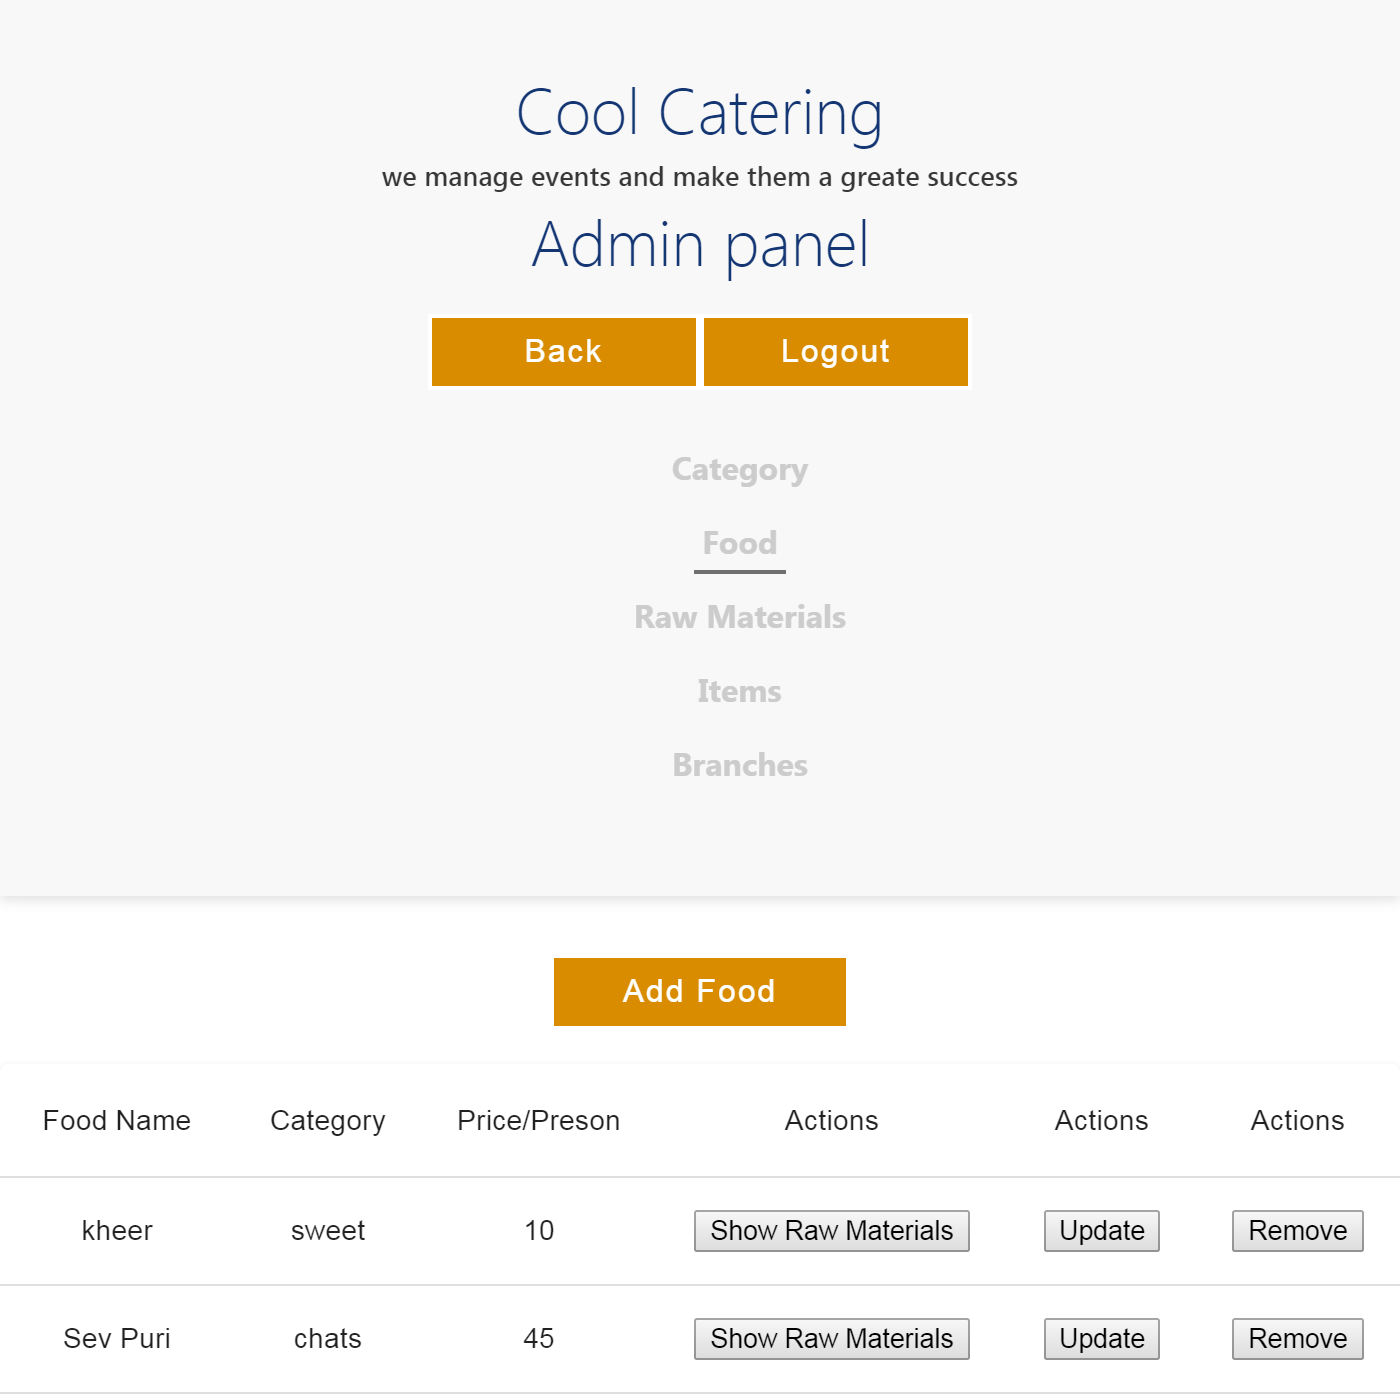 Cool Catering
we manage events and make them a greate success
Admin panel
Back Logout
Category
Food
Raw Materials
Items
Branches
Add Food
Food Name Category Price/Preson Actions Actions Actions
kheer sweet 10 Show Raw Materials Update Remove
Sev Puri chats 45 Show Raw Materials Update Remove